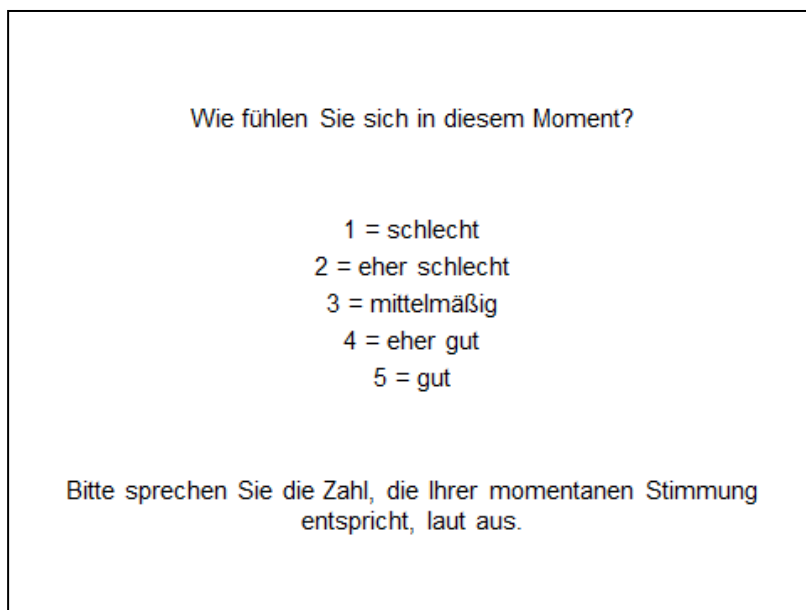 Wie fühlen Sie sich in diesem Moment?
1 = schlecht
2 = eher schlecht
3 = mittelmäßig
4 = eher gut
5 = gut
Bitte sprechen Sie die Zahl, die Ihrer momentanen Stimmung
entspricht, laut aus.